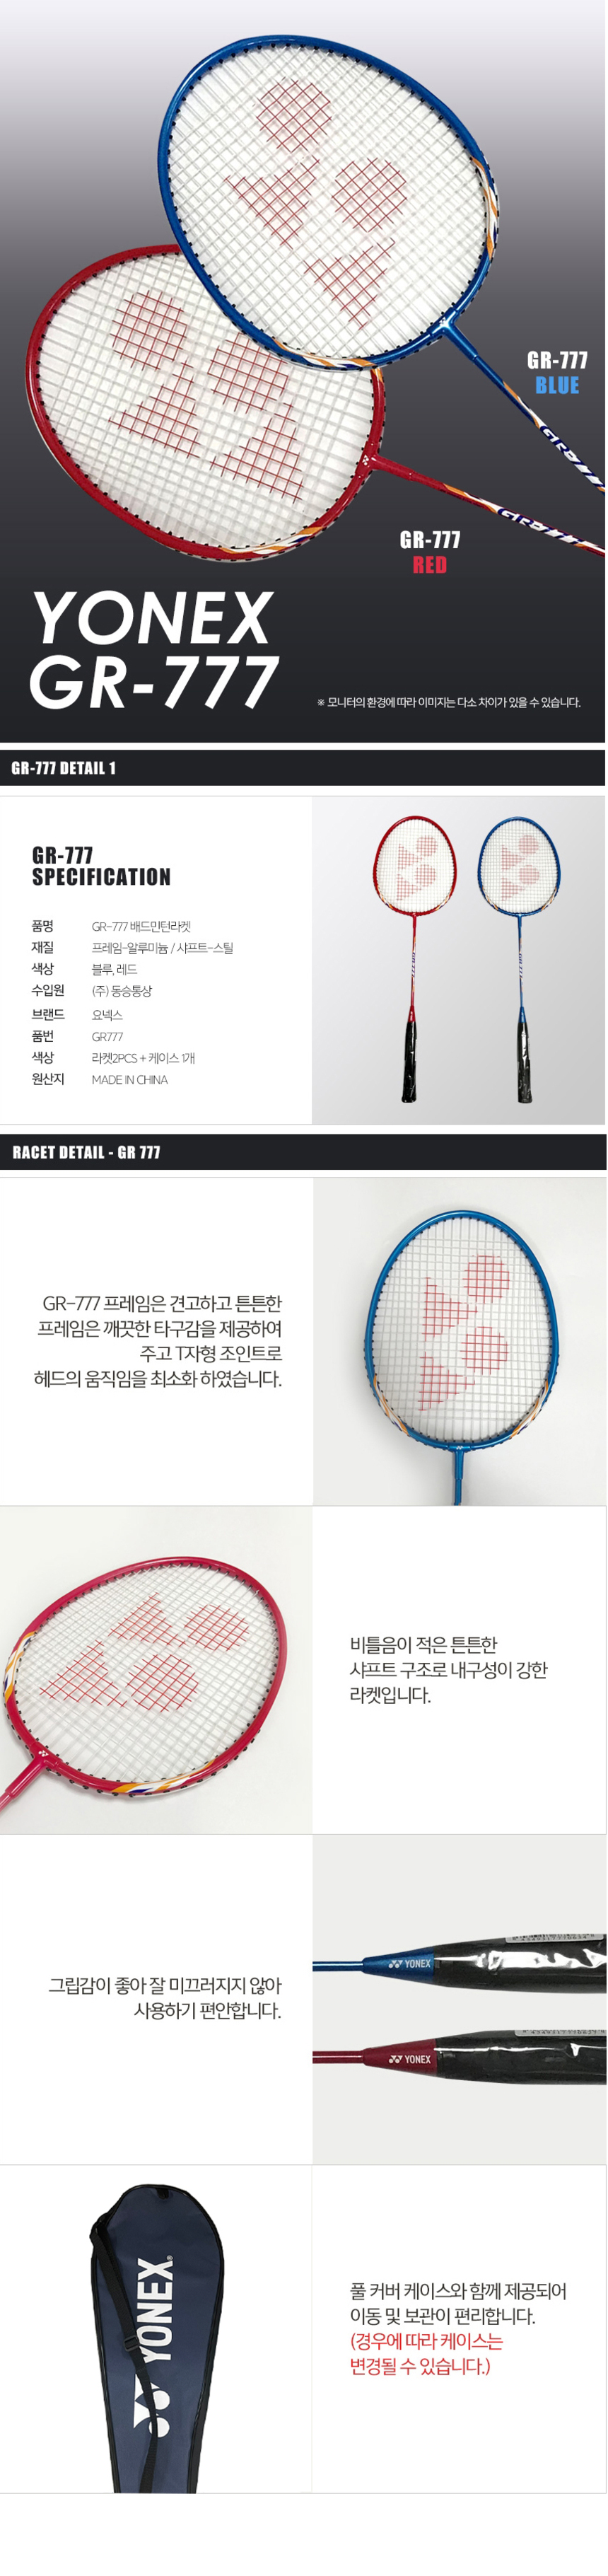 GR-777
BLUE
GR-777
GR-777
GR-777
RED
YONEX
GR-777
※ 모니터의 환경에 따라 이미지는 다소 차이가 있을 수 있습니다.
GR-777 DETAIL 1
GR-777
SPECIFICATION
품명 GR-777 배드민턴라켓
재질 프레임-알루미늄 / 샤프트-스틸
색상 블루, 레드
수입원 (주) 동승통상
브랜드 요넥스
품번 GR777
색상 라켓2PCS + 케이스 1개
원산지 MADE IN CHINA
RACET DETAIL - GR 777
GR-777 프레임은 견고하고 튼튼한
프레임은 깨끗한 타구감을 제공하여
주고 T자형 조인트로
헤드의 움직임을 최소화 하였습니다.
비틀음이 적은 튼튼한
샤프트 구조로 내구성이 강한
라켓입니다.
그립감이 좋아 잘 미끄러지지 않아
사용하기 편안합니다.
YONEX
YONEX
YONEX®
풀 커버 케이스와 함께 제공되어
이동 및 보관이 편리합니다.
(경우에 따라 케이스는
변경될 수 있습니다.)